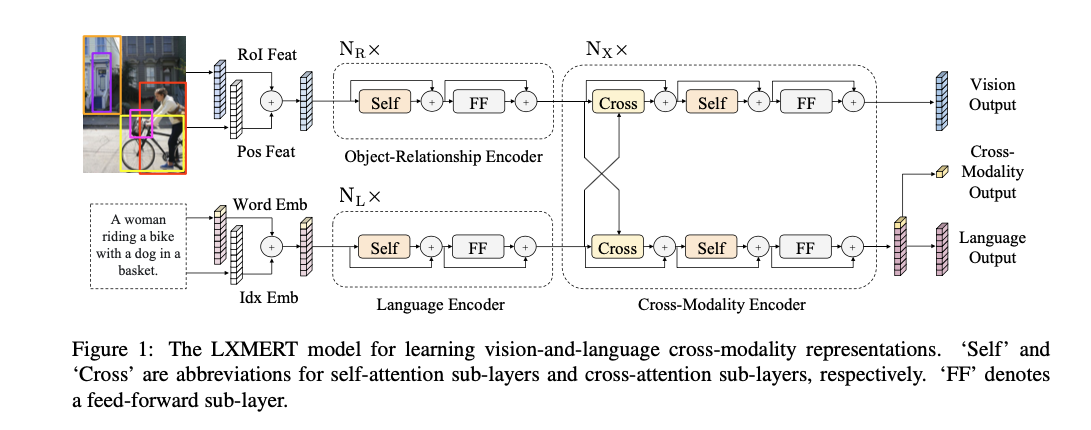 RoI Feat
Pos Feat
N_R×
Self
+
FF
+
Object-Relationship Encoder
A woman
riding a bike
with a dog in a
basket.
Word Emb
Idx Emb
+
+
N_L×
Self
+
FF
+
Language Encoder
N_X×
Cross
+
Self
+
FF
+
Cross
+
Self
+
FF
+
Cross-Modality Encoder
Vision
Output
Cross-
Modality
Output
Language
Output
Figure 1: The LXMERT model for learning vision-and-language cross-modality representations. ‘Self’ and
‘Cross’ are abbreviations for self-attention sub-layers and cross-attention sub-layers, respectively. ‘FF’ denotes
a feed-forward sub-layer.